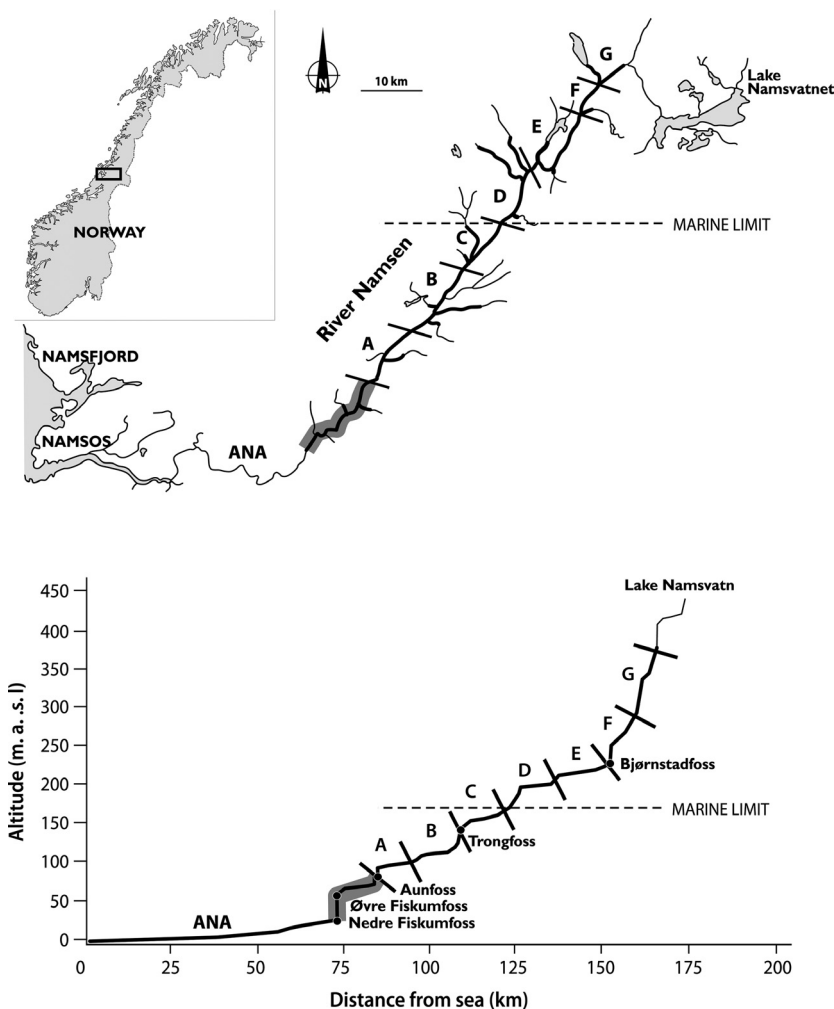 NORWAY
N
10 km
G
Lake
Namsvatnet
F
E
D
MARINE LIMIT
C
B
River Namsen
A
NAMSFJORD
NAMSOS
ANA
Altitude (m. a. .s. l)
450
400
350
300
250
200
150
100
50
0
Lake Namsvatn
G
F
E
Bjørnstadfoss
D
C
MARINE LIMIT
B
Trongfoss
A
Aunfoss
Øvre Fiskumfoss
Nedre Fiskumfoss
ANA
0 25 50 75 100 125 150 175 200
Distance from sea (km)